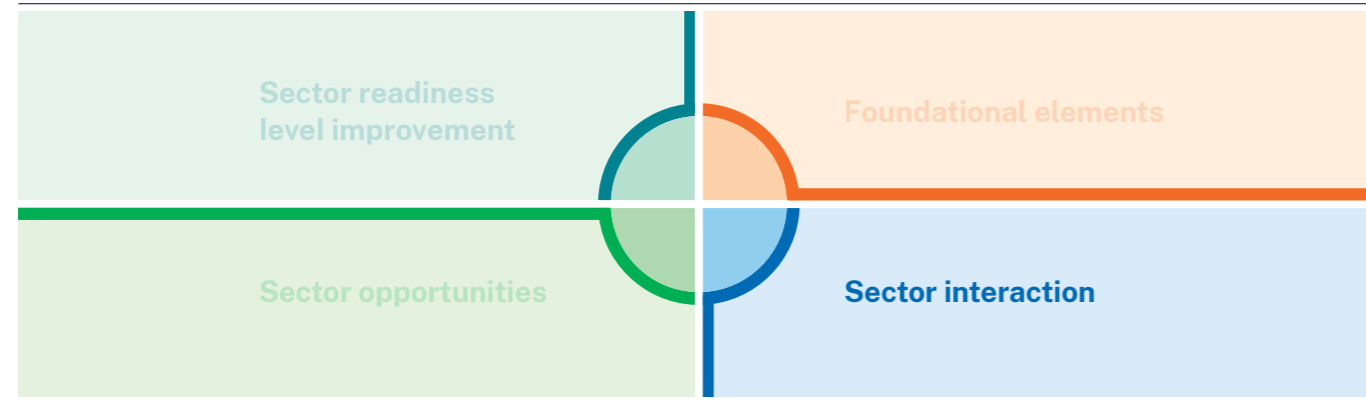 Sector readiness
level improvement
Foundational elements
Sector opportunities
Sector interaction